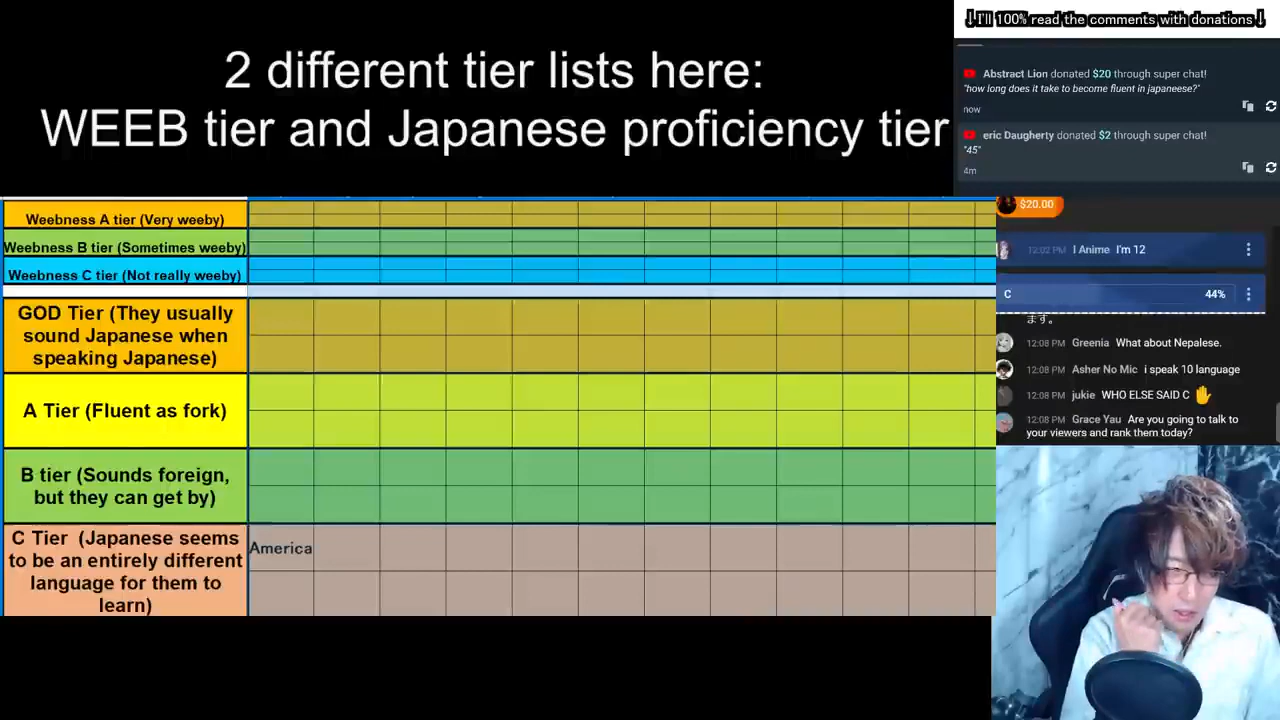 2 different tier lists here:
WEEB tier and Japanese proficiency tier
Weebness A tier (Very weeby)
Weebness B tier (Sometimes weeby)
Weebness C tier (Not really weeby)
GOD Tier (They usually
sound Japanese when
speaking Japanese)
A Tier (Fluent as fork)
B tier (Sounds foreign,
but they can get by)
C Tier (Japanese seems
to be an entirely different
language for them to
learn)
America
↓I'll 100% read the comments with donations↓
Abstract Lion donated $20 through super chat!
"how long does it take to become fluent in japaneese?"
now
eric Daugherty donated $2 through super chat!
"45"
4m
$20.00
12:02 PM I Anime I'm 12
C 44%
ます。
12:08 PM Greenia What about Nepalese.
12:08 PM Asher No Mic i speak 10 language
12:08 PM jukie WHO ELSE SAID C ✋
12:08 PM Grace Yau Are you going to talk to
your viewers and rank them today?